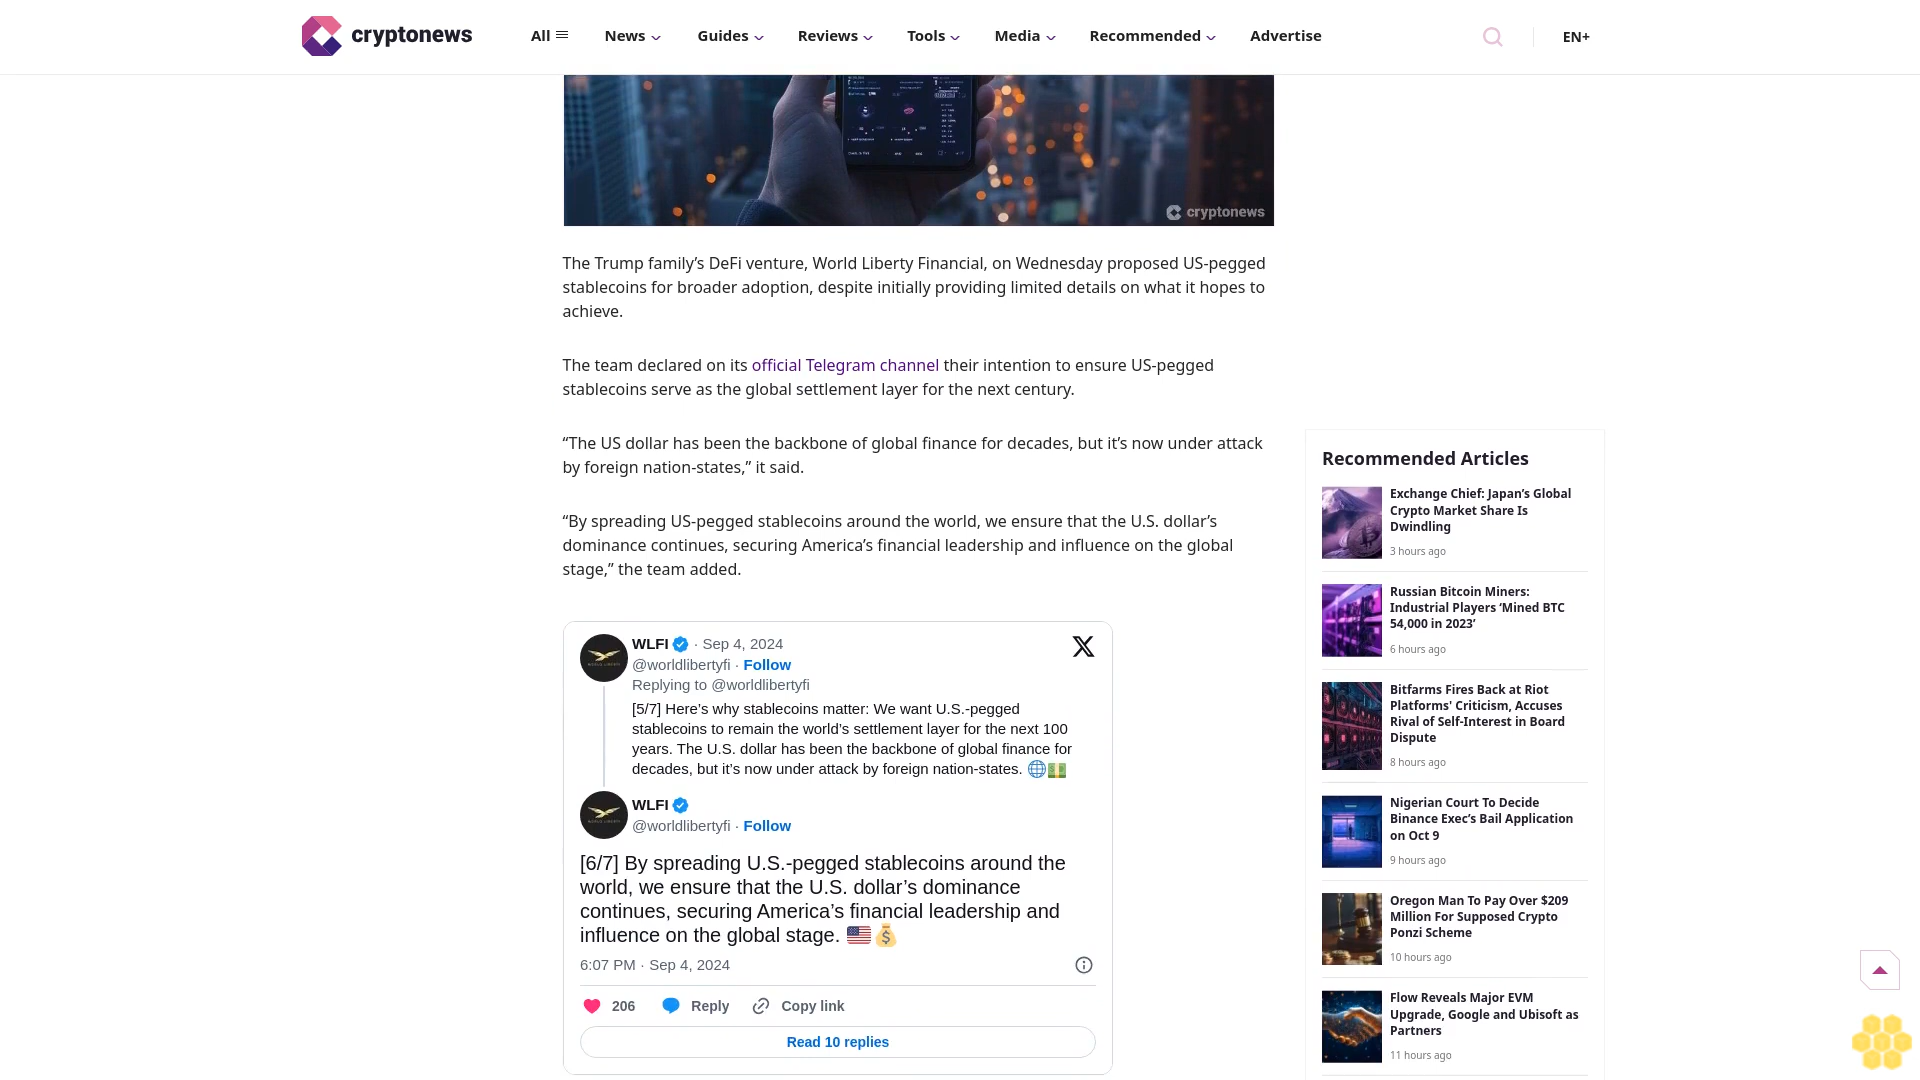 cryptonews
All
News
Guides
Reviews
Tools
Media
Recommended
Advertise
EN+
cryptonews
The Trump family’s DeFi venture, World Liberty Financial, on Wednesday proposed US-pegged
stablecoins for broader adoption, despite initially providing limited details on what it hopes to
achieve.
The team declared on its official Telegram channel their intention to ensure US-pegged
stablecoins serve as the global settlement layer for the next century.
“The US dollar has been the backbone of global finance for decades, but it’s now under attack
by foreign nation-states,” it said.
“By spreading US-pegged stablecoins around the world, we ensure that the U.S. dollar’s
dominance continues, securing America’s financial leadership and influence on the global
stage,” the team added.
WLFI · Sep 4, 2024
@worldlibertyfi · Follow
Replying to @worldlibertyfi
[5/7] Here’s why stablecoins matter: We want U.S.-pegged
stablecoins to remain the world’s settlement layer for the next 100
years. The U.S. dollar has been the backbone of global finance for
decades, but it’s now under attack by foreign nation-states. 🌐💵
WLFI
@worldlibertyfi · Follow
[6/7] By spreading U.S.-pegged stablecoins around the
world, we ensure that the U.S. dollar’s dominance
continues, securing America’s financial leadership and
influence on the global stage. 🇺🇸💰
6:07 PM · Sep 4, 2024
206
Reply
Copy link
Read 10 replies
Recommended Articles
Exchange Chief: Japan’s Global
Crypto Market Share Is
Dwindling
3 hours ago
Russian Bitcoin Miners:
Industrial Players ‘Mined BTC
54,000 in 2023’
6 hours ago
Bitfarms Fires Back at Riot
Platforms' Criticism, Accuses
Rival of Self-Interest in Board
Dispute
8 hours ago
Nigerian Court To Decide
Binance Exec’s Bail Application
on Oct 9
9 hours ago
Oregon Man To Pay Over $209
Million For Supposed Crypto
Ponzi Scheme
10 hours ago
Flow Reveals Major EVM
Upgrade, Google and Ubisoft as
Partners
11 hours ago